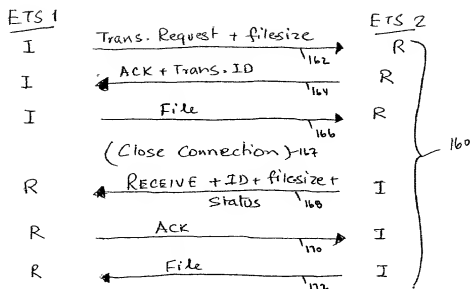 ETS 1 ETS 2
I Trans. Request + filesize R
162
I ACK + Trans. ID R
164
I File R
166
(Close Connection) 167
160
R RECEIVE + ID + filesize + I
Status 168
R ACK I
170
R File I
172